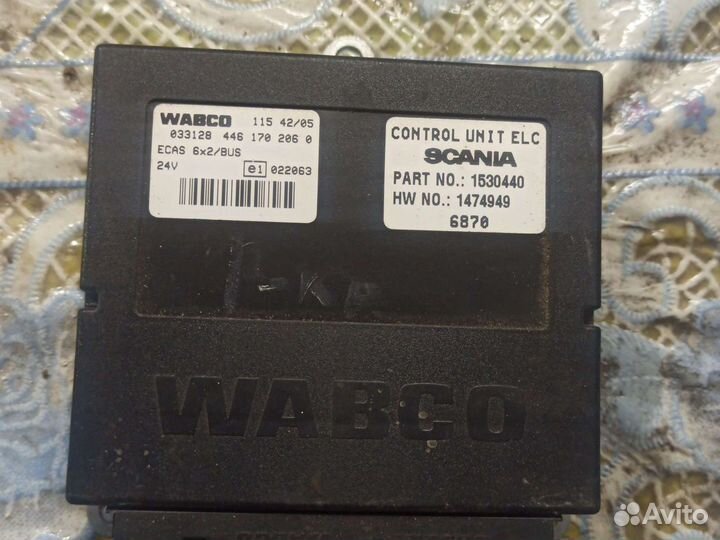 WABCO 115 42/05
033128 446 170 206 0
ECAS 6x2/BUS
24V e1 022063
CONTROL UNIT ELC
SCANIA
PART NO.: 1530440
HW NO.: 1474949
6870
WABCO
Avito